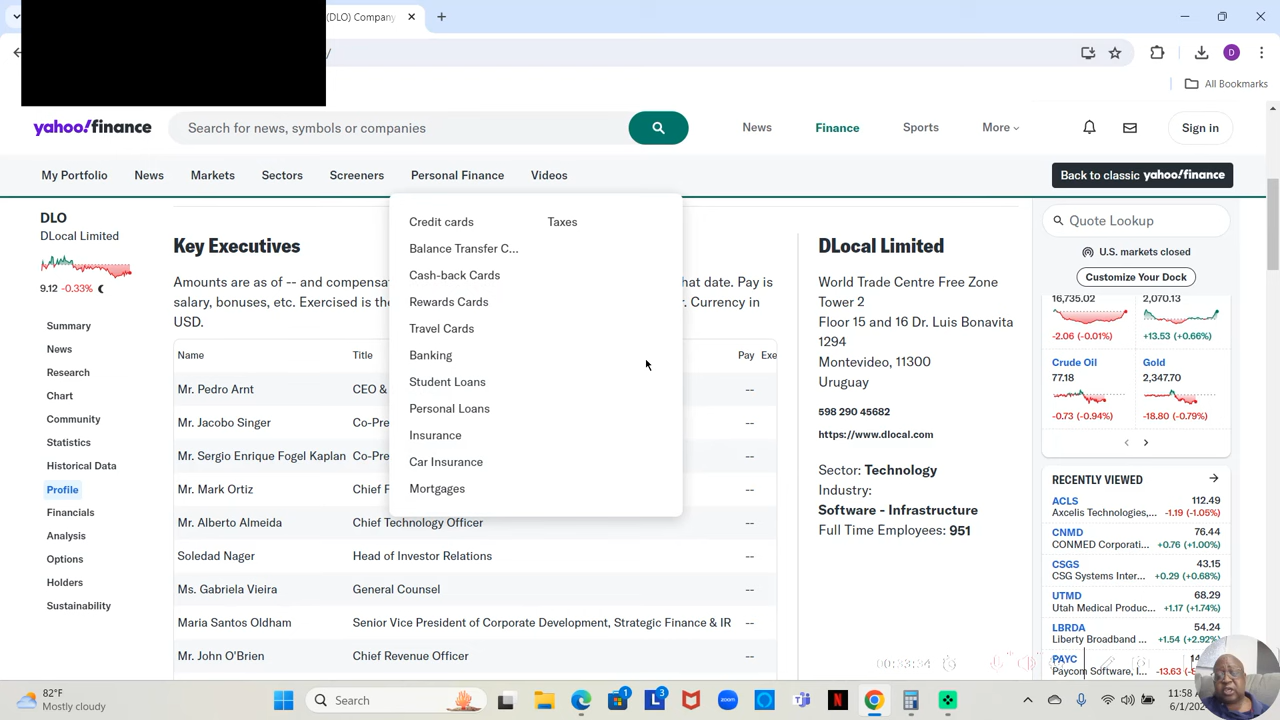 (DLO) Company
/
All Bookmarks
D
yahoo!finance
Search for news, symbols or companies
News
Finance
Sports
More
Sign in
My Portfolio
News
Markets
Sectors
Screeners
Personal Finance
Videos
Back to classic yahoo!finance
DLO
DLocal Limited
9.12 -0.33%
Summary
News
Research
Chart
Community
Statistics
Historical Data
Profile
Financials
Analysis
Options
Holders
Sustainability
Key Executives
Amounts are as of -- and compensa
hat date. Pay is
salary, bonuses, etc. Exercised is the
r. Currency in
USD.
Credit cards
Taxes
Balance Transfer C...
Cash-back Cards
Rewards Cards
Travel Cards
Banking
Student Loans
Personal Loans
Insurance
Car Insurance
Mortgages
Name Title Pay Exe
Mr. Pedro Arnt CEO & --
Mr. Jacobo Singer Co-Pre --
Mr. Sergio Enrique Fogel Kaplan Co-Pre --
Mr. Mark Ortiz Chief F --
Mr. Alberto Almeida Chief Technology Officer --
Soledad Nager Head of Investor Relations --
Ms. Gabriela Vieira General Counsel --
Maria Santos Oldham Senior Vice President of Corporate Development, Strategic Finance & IR --
Mr. John O'Brien Chief Revenue Officer --
DLocal Limited
World Trade Centre Free Zone
Tower 2
Floor 15 and 16 Dr. Luis Bonavita
1294
Montevideo, 11300
Uruguay
598 290 45682
https://www.dlocal.com
Sector: Technology
Industry:
Software - Infrastructure
Full Time Employees: 951
Quote Lookup
U.S. markets closed
Customize Your Dock
16,735.02 2,070.13
-2.06 (-0.01%) +13.53 (+0.66%)
Crude Oil Gold
77.18 2,347.70
-0.73 (-0.94%) -18.80 (-0.79%)
RECENTLY VIEWED
ACLS 112.49
Axcelis Technologies,... -1.19 (-1.05%)
CNMD 76.44
CONMED Corporati... +0.76 (+1.00%)
CSGS 43.15
CSG Systems Inter... +0.29 (+0.68%)
UTMD 68.29
Utah Medical Produc... +1.17 (+1.74%)
LBRDA 54.24
Liberty Broadband ... +1.54 (+2.92%)
PAYC
Paycom Software, I... -13.63
00:33:34
82°F
Mostly cloudy
Search
1
3
11:58 A
6/1/202